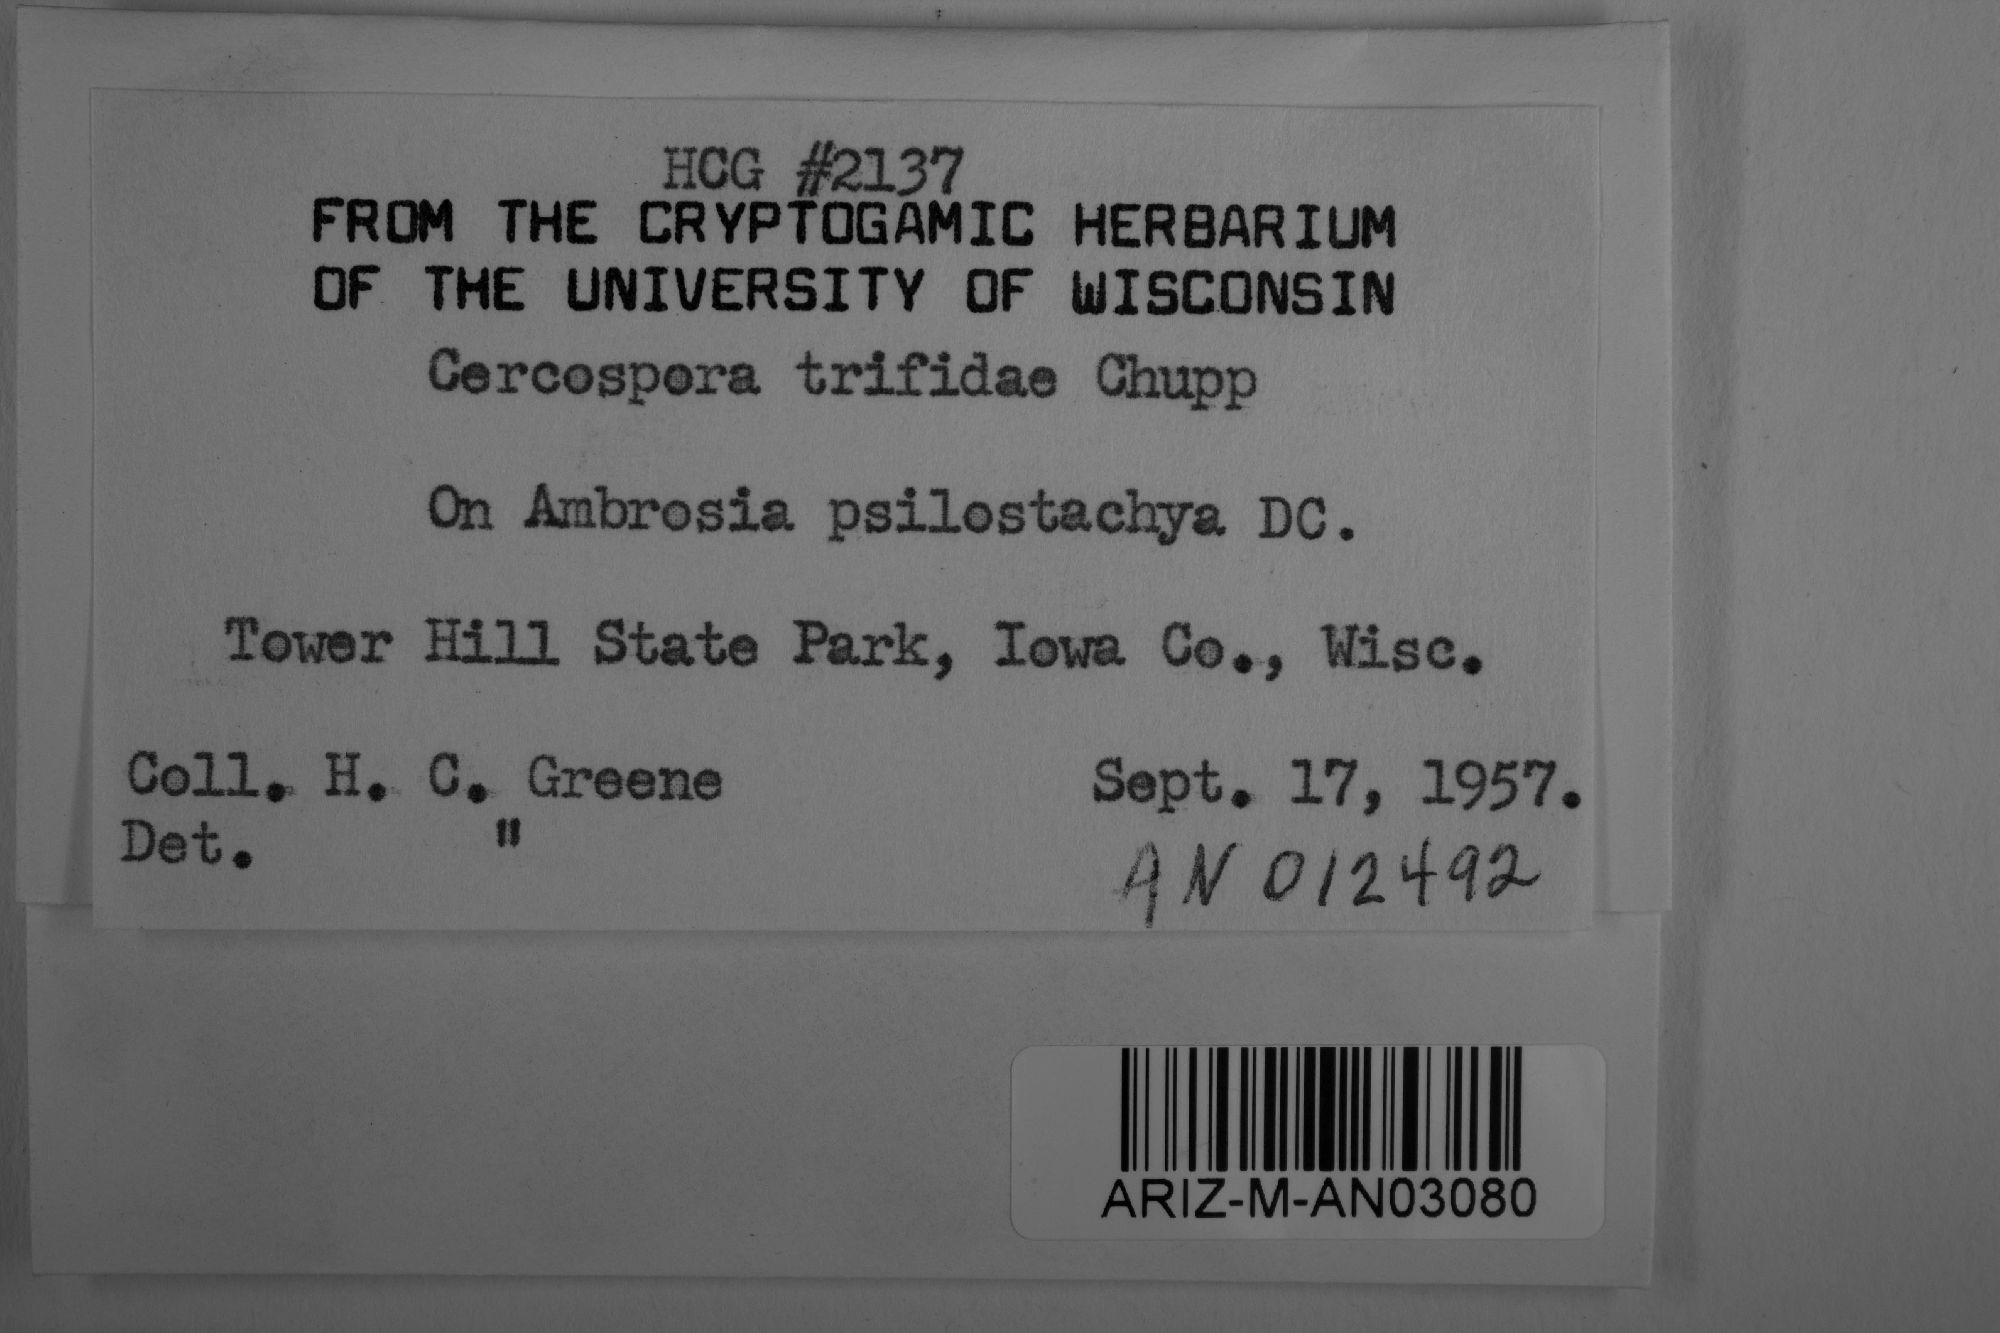 HCG #2137
FROM THE CRYPTOGAMIC HERBARIUM
OF THE UNIVERSITY OF WISCONSIN
Cercospora trifidae Chupp
On Ambrosia psilostachya DC.
Tower Hill State Park, Iowa Co., Wisc.
Coll. H. C. Greene Sept. 17, 1957.
Det. "
AN 012492
ARIZ-M-AN03080